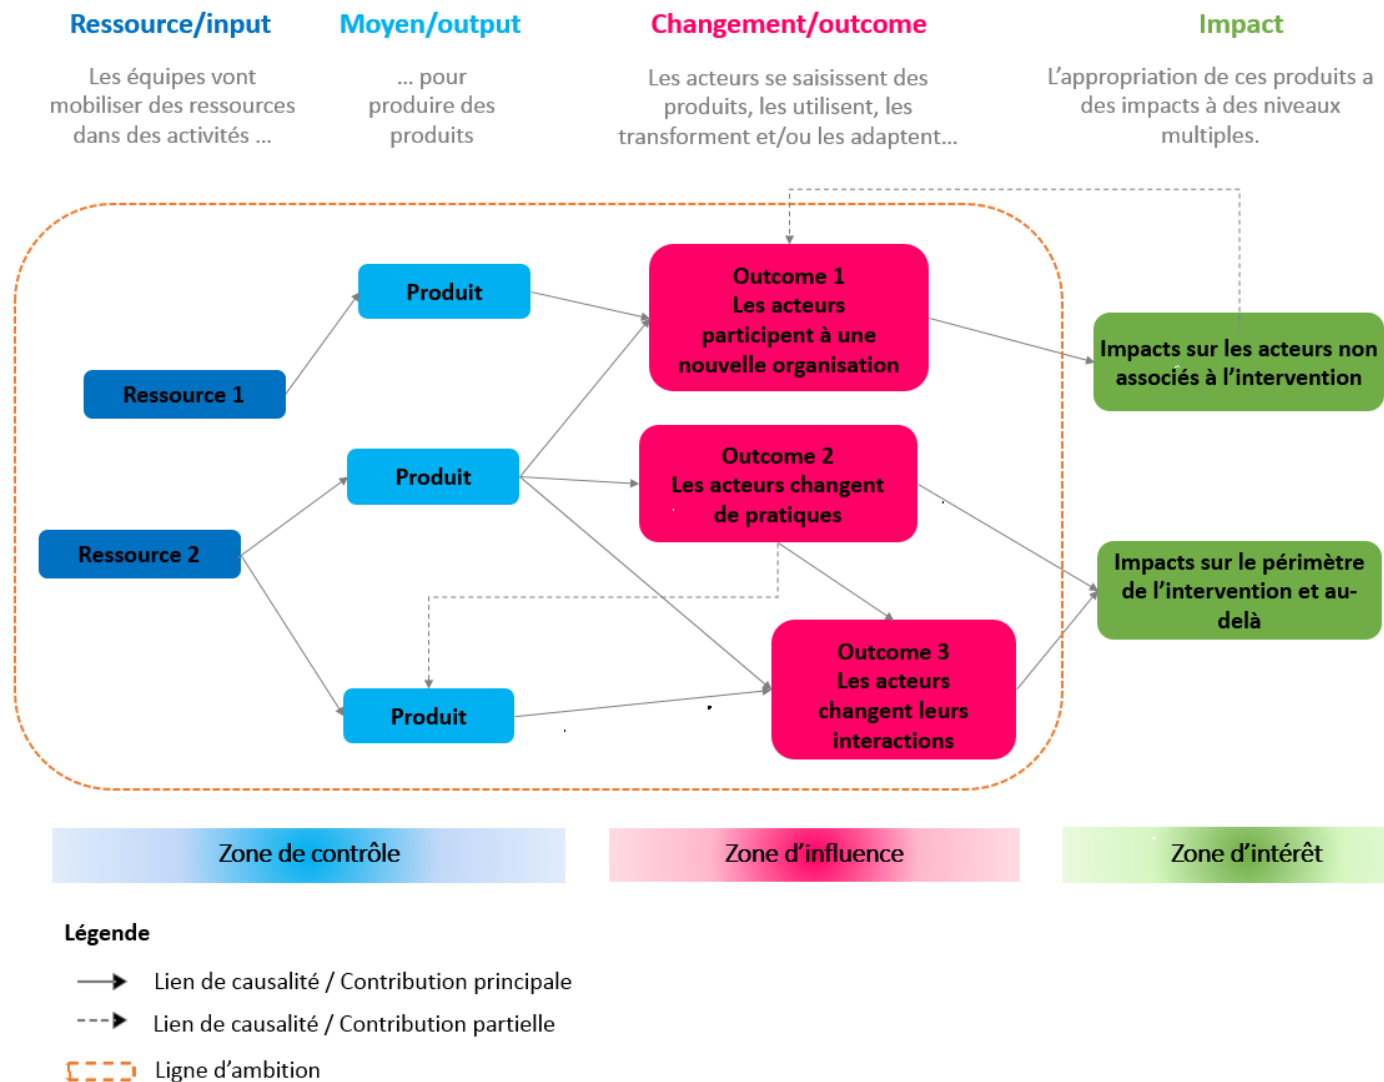 Ressource/input
Moyen/output
Changement/outcome
Impact
Les équipes vont
mobiliser des ressources
dans des activités ...
... pour
produire des
produits
Les acteurs se saisissent des
produits, les utilisent, les
transforment et/ou les adaptent...
L’appropriation de ces produits a
des impacts à des niveaux
multiples.
Produit
Outcome 1
Les acteurs
participent à une
nouvelle organisation
Impacts sur les acteurs non
associés à l’intervention
Ressource 1
Produit
Outcome 2
Les acteurs changent
de pratiques
Ressource 2
Impacts sur le périmètre
de l’intervention et au-
delà
Produit
Outcome 3
Les acteurs
changent leurs
interactions
Zone de contrôle
Zone d’influence
Zone d’intérêt
Légende
Lien de causalité / Contribution principale
Lien de causalité / Contribution partielle
Ligne d’ambition